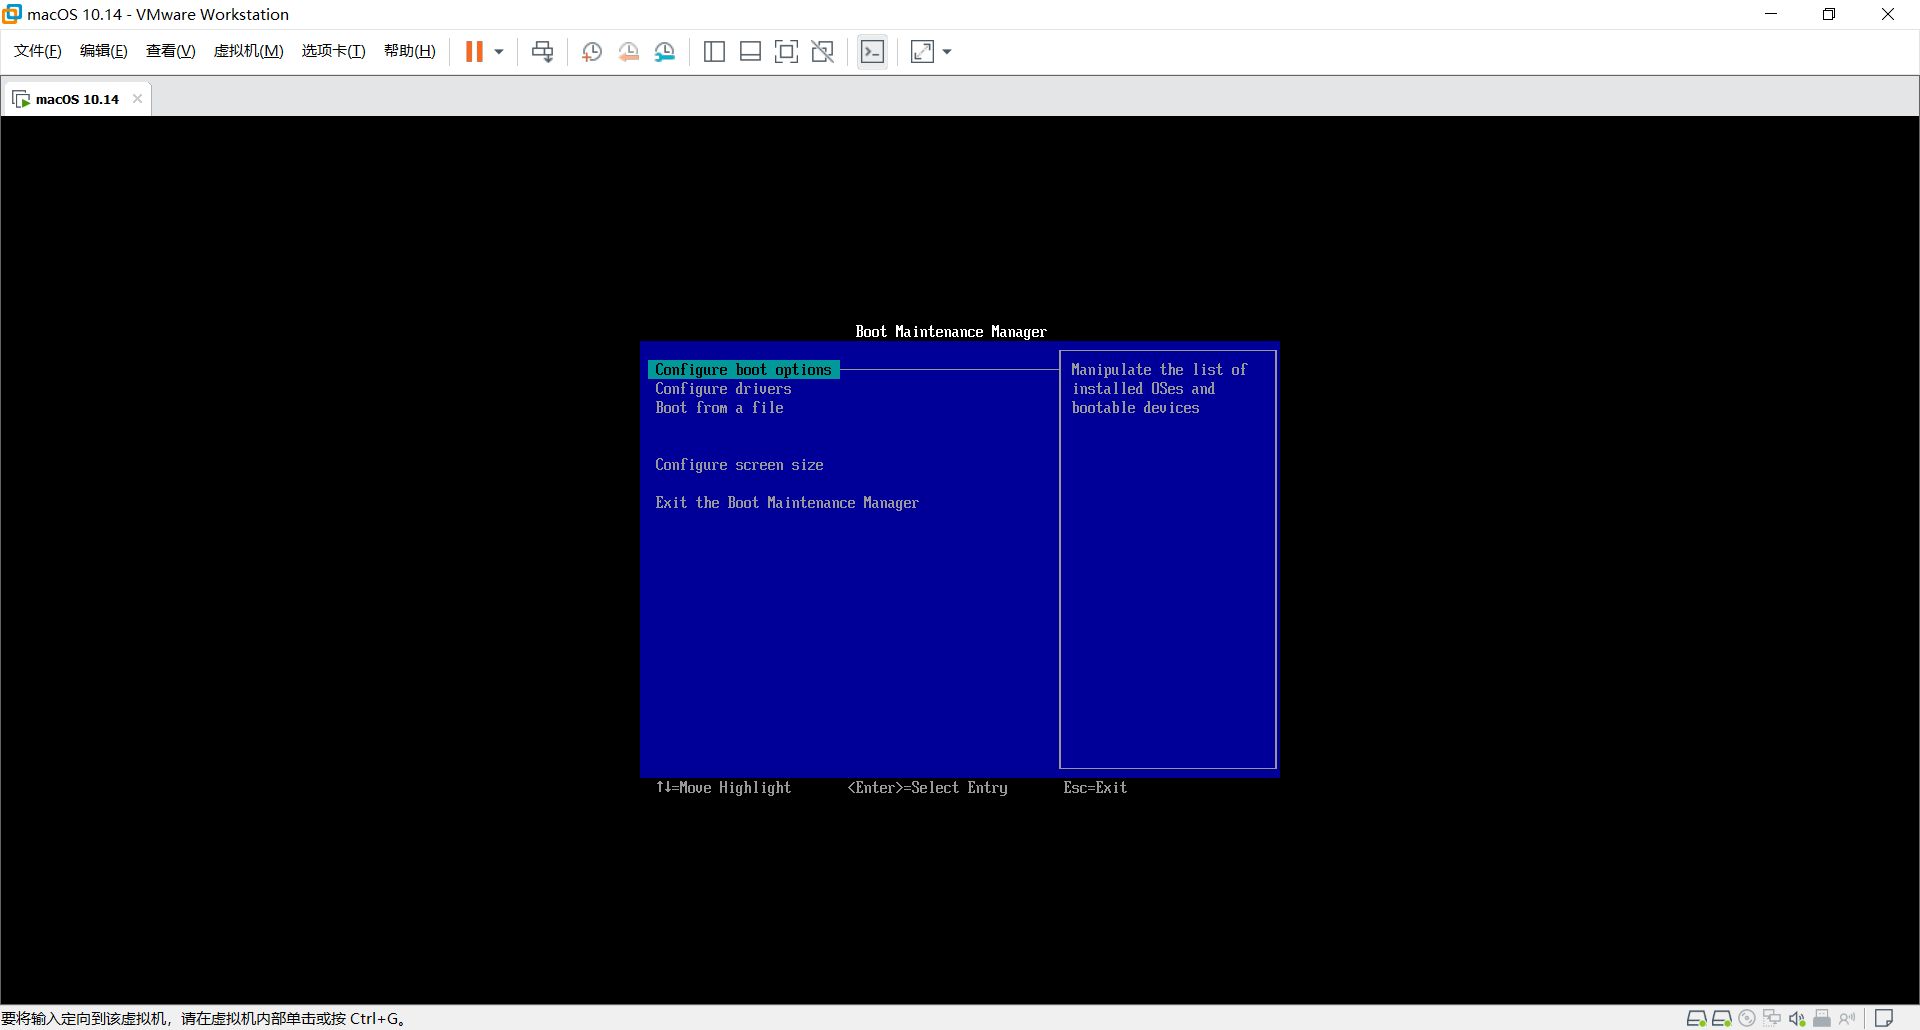 macOS 10.14 - VMware Workstation
文件(F) 编辑(E) 查看(V) 虚拟机(M) 选项卡(T) 帮助(H)
macOS 10.14
Boot Maintenance Manager
Configure boot options
Configure drivers
Boot from a file
Configure screen size
Exit the Boot Maintenance Manager
Manipulate the list of
installed OSes and
bootable devices
↑↓=Move Highlight <Enter>=Select Entry Esc=Exit
要将输入定向到该虚拟机，请在虚拟机内部单击或按 Ctrl+G。